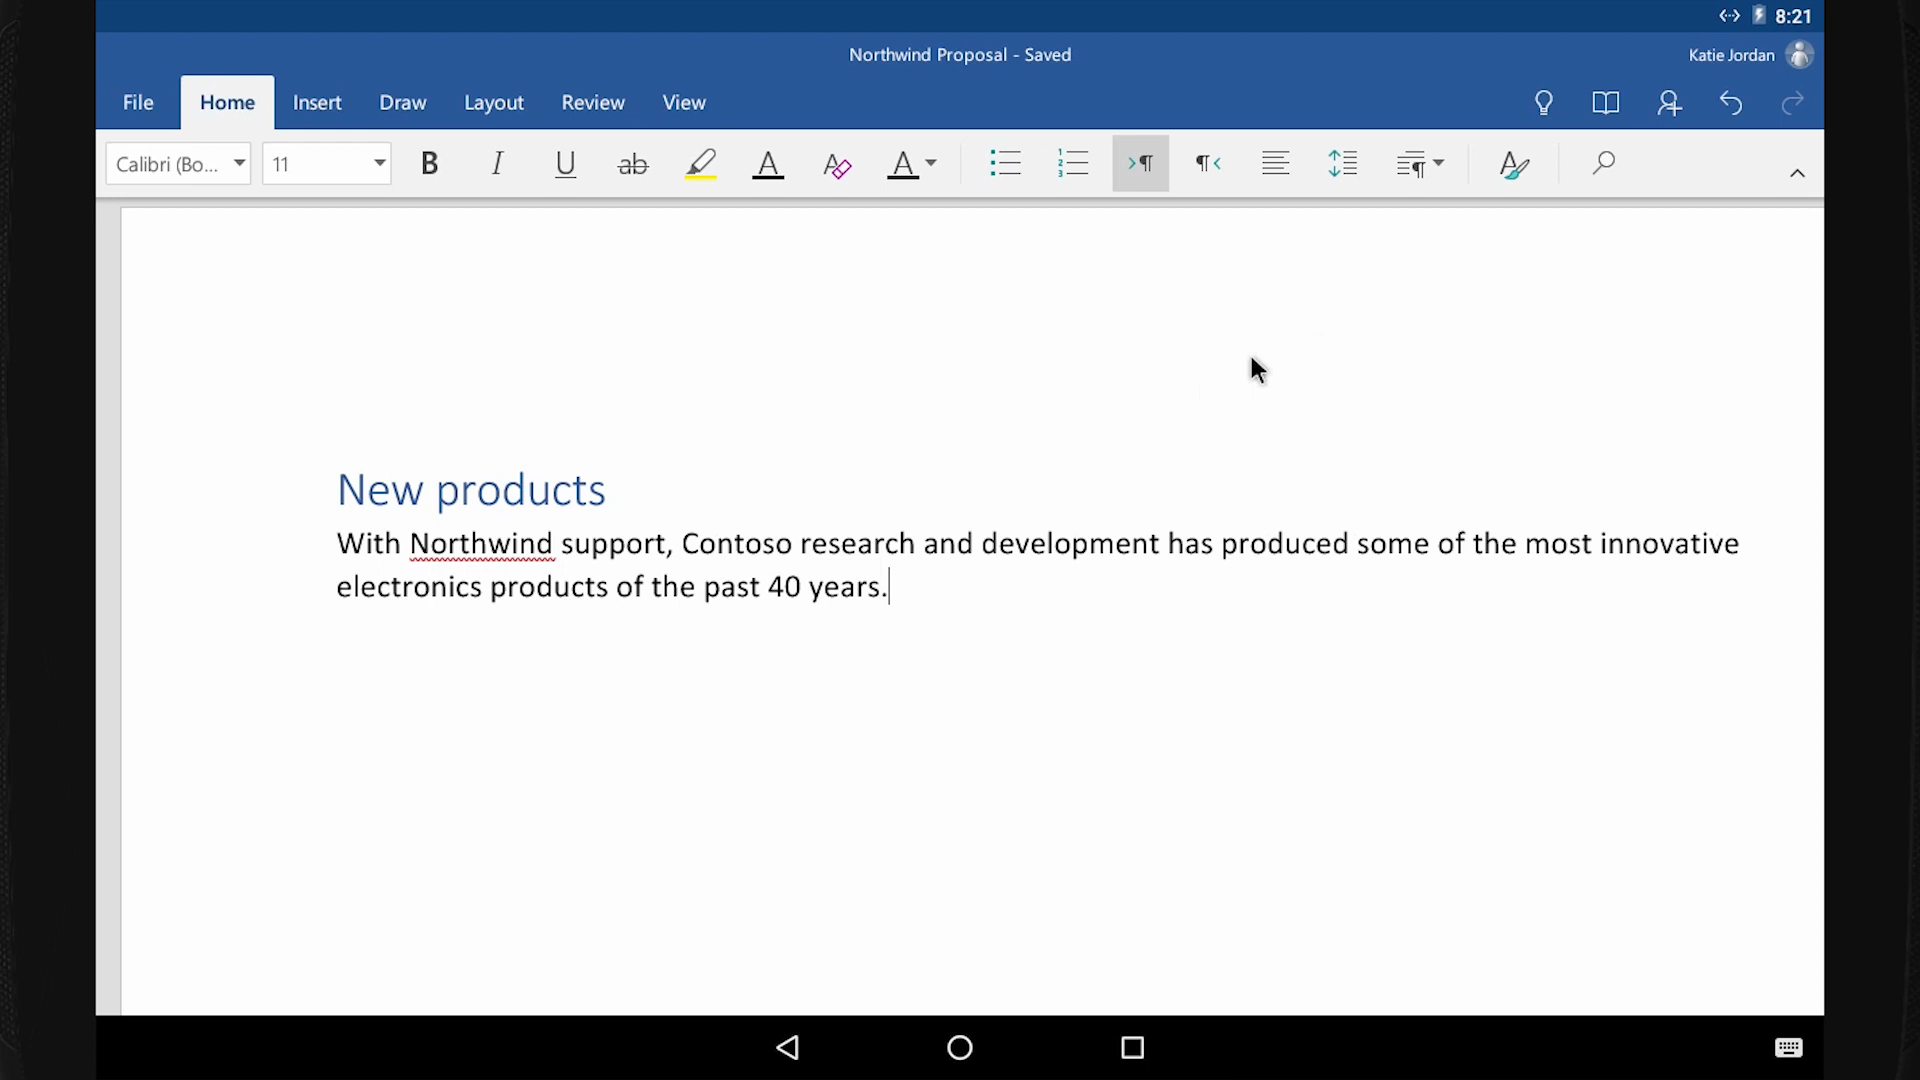 8:21
Northwind Proposal - Saved
Katie Jordan
File Home Insert Draw Layout Review View
Calibri (Bo... 11 B I U ab A A A
New products
With Northwind support, Contoso research and development has produced some of the most innovative
electronics products of the past 40 years.